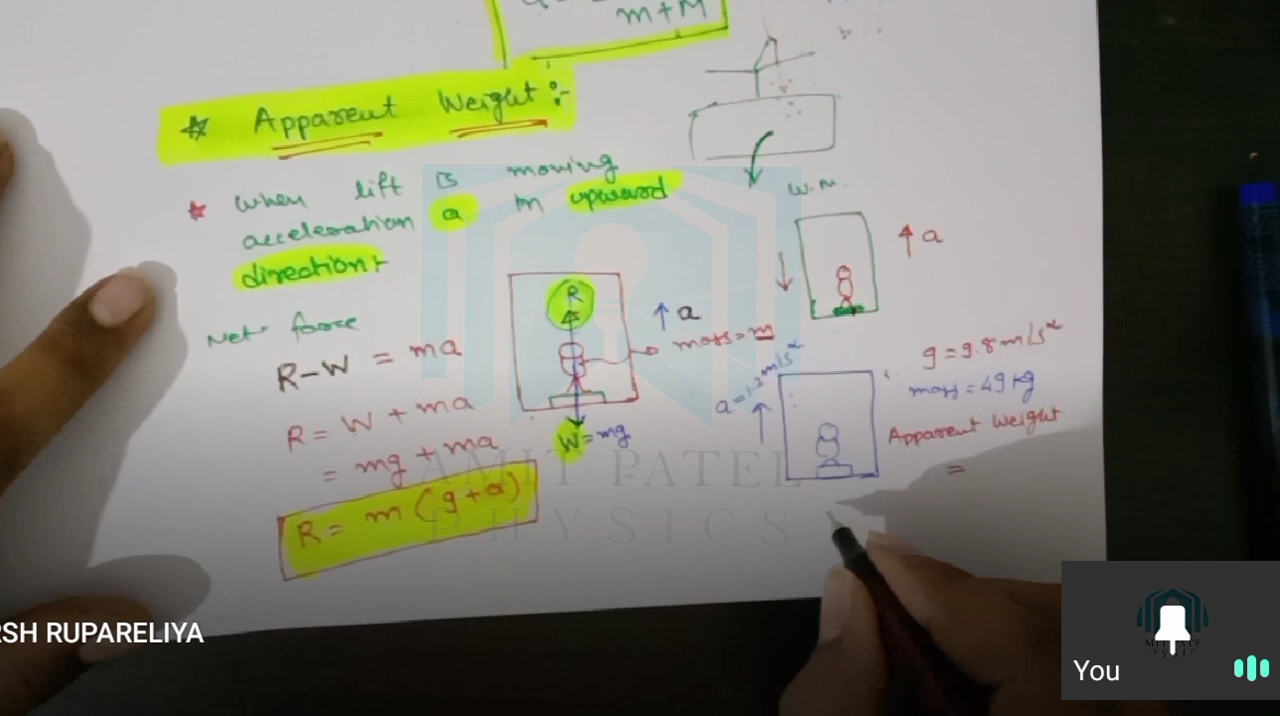 m+M
☆ Apparent Weight :-
* When lift is moving
acceleration a in upward
direction :-
Net force
R-W = ma
R = W + ma
= mg + ma
R = m (g+a)
R
↑ a
mass = m
W = mg
W.M.
↑ a
a = 1.2 m/s²
g = 9.8 m/s²
mass = 49 kg
Apparent Weight
=
AMIT PATEL
PHYSICS
RSH RUPARELIYA
You